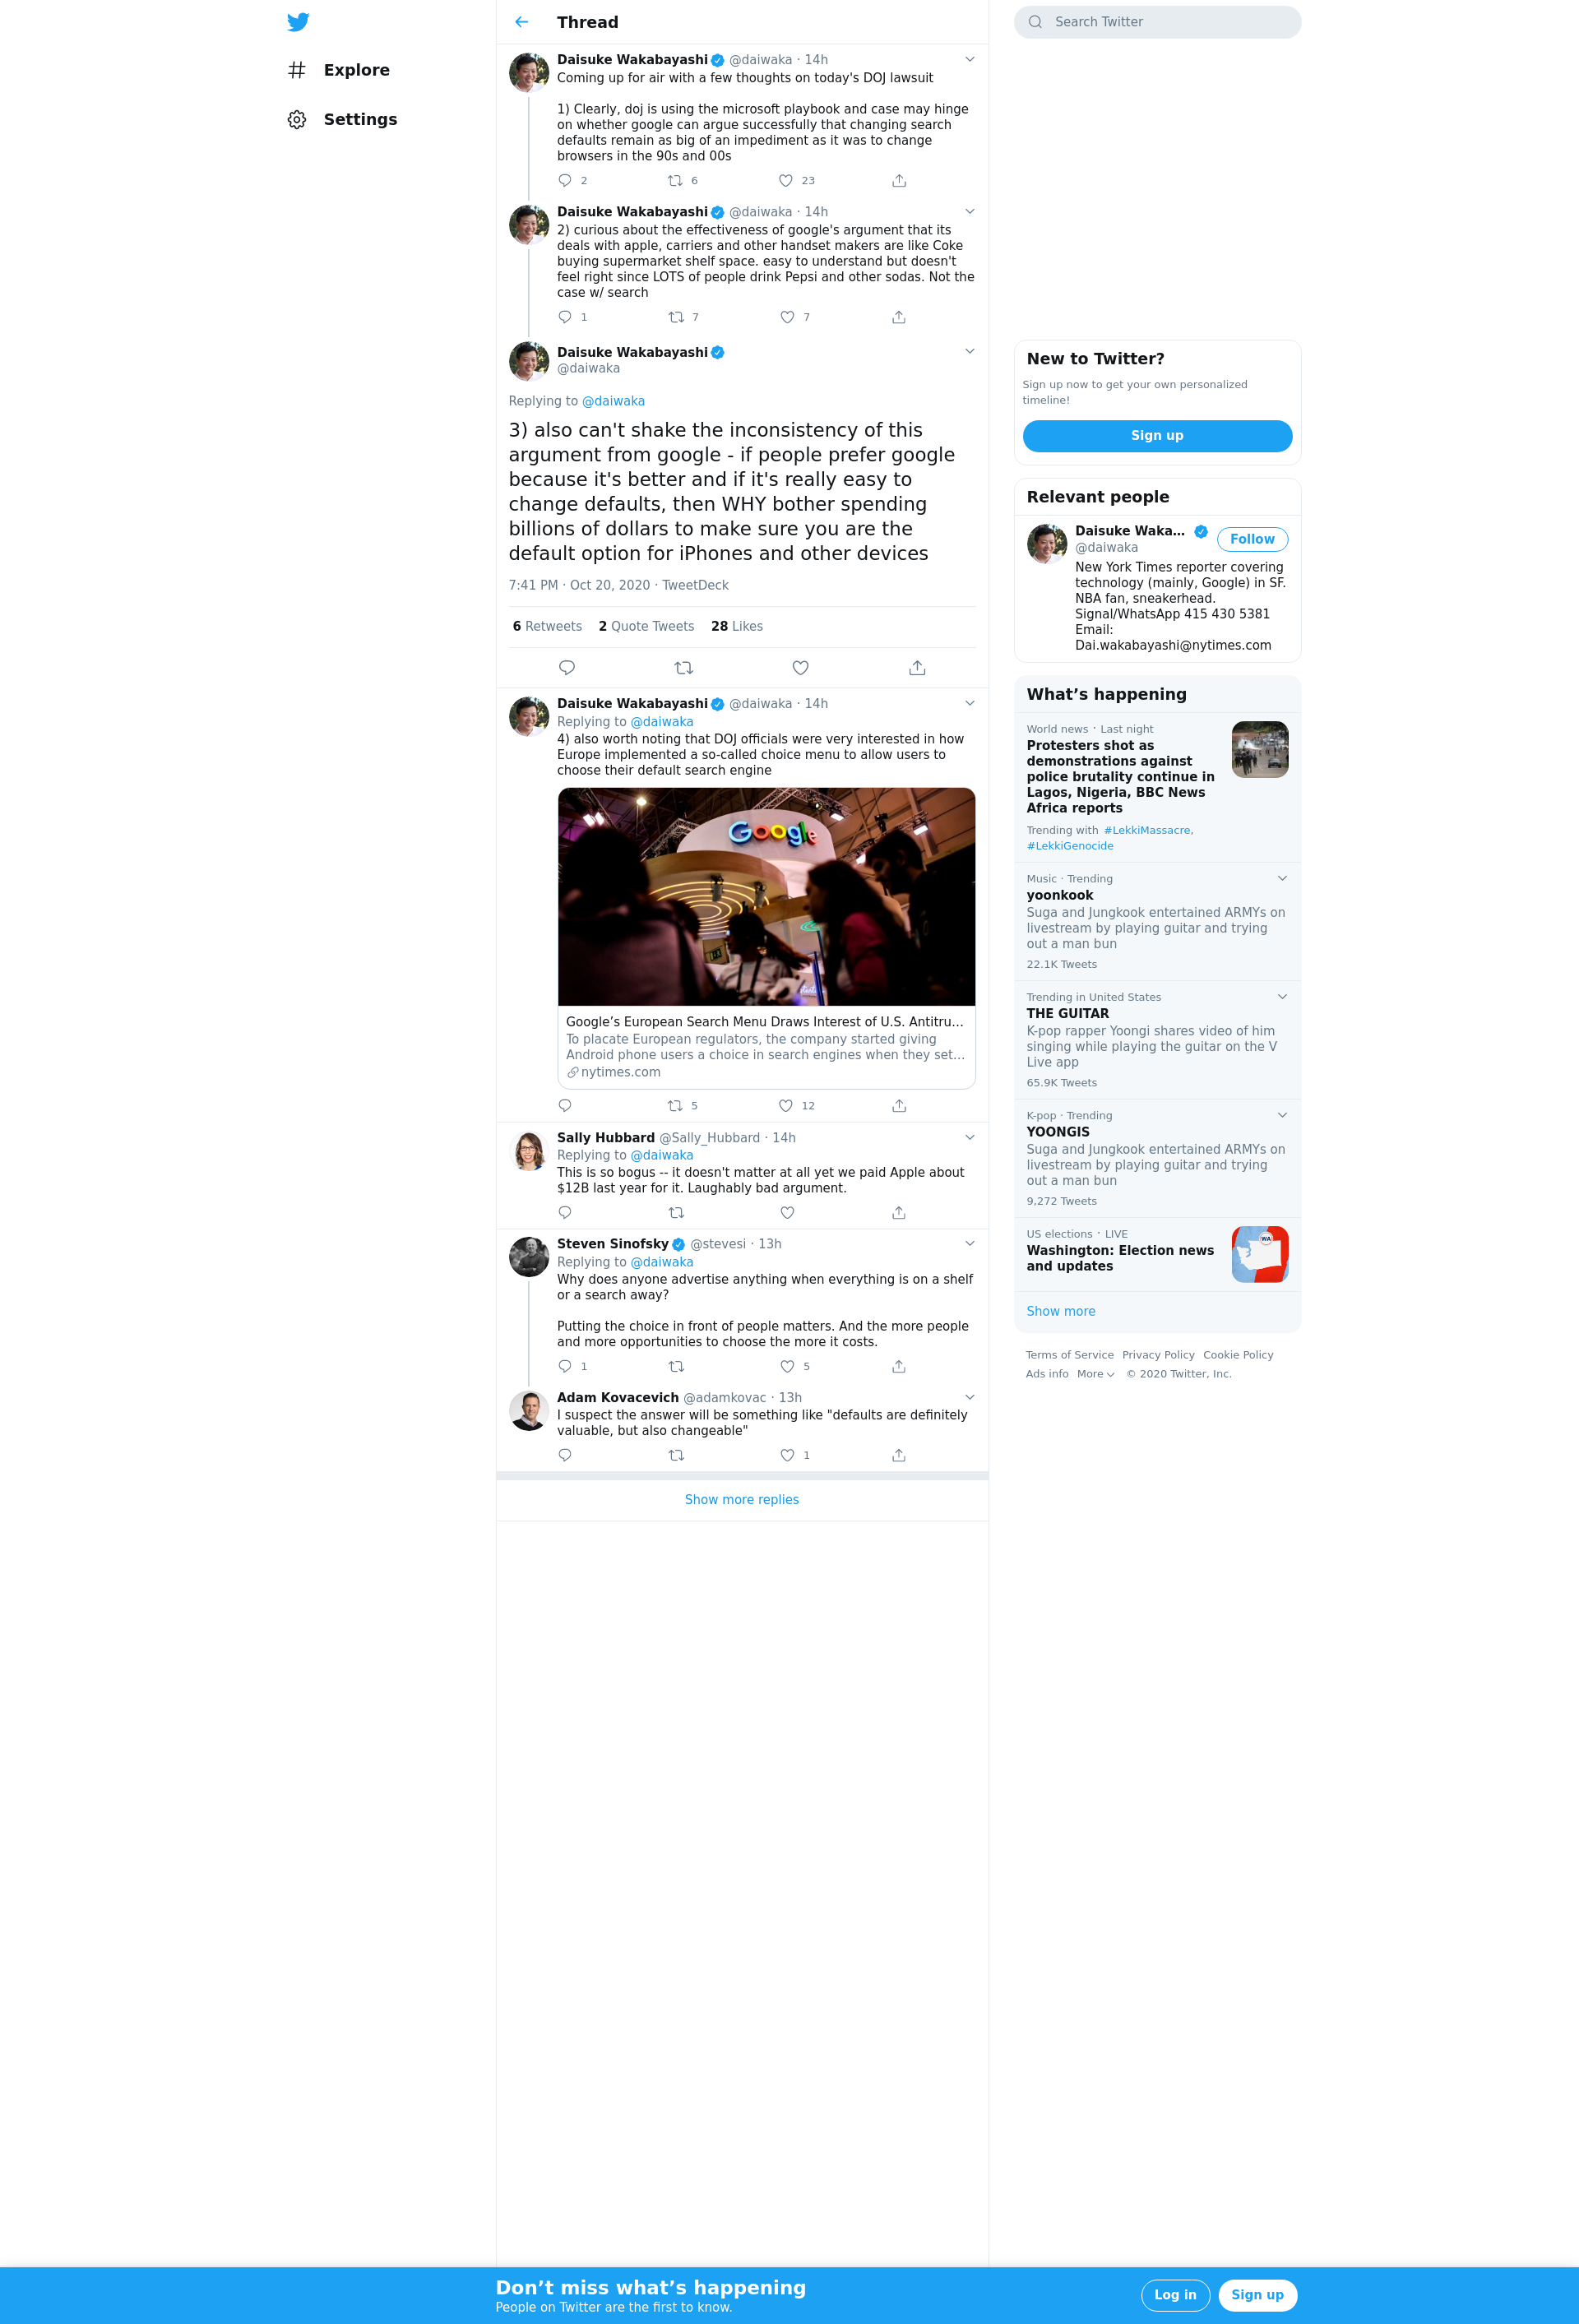 Explore
Settings
Thread
Daisuke Wakabayashi @daiwaka · 14h
Coming up for air with a few thoughts on today's DOJ lawsuit
1) Clearly, doj is using the microsoft playbook and case may hinge
on whether google can argue successfully that changing search
defaults remain as big of an impediment as it was to change
browsers in the 90s and 00s
2 6 23
Daisuke Wakabayashi @daiwaka · 14h
2) curious about the effectiveness of google's argument that its
deals with apple, carriers and other handset makers are like Coke
buying supermarket shelf space. easy to understand but doesn't
feel right since LOTS of people drink Pepsi and other sodas. Not the
case w/ search
1 7 7
Daisuke Wakabayashi
@daiwaka
Replying to @daiwaka
3) also can't shake the inconsistency of this
argument from google - if people prefer google
because it's better and if it's really easy to
change defaults, then WHY bother spending
billions of dollars to make sure you are the
default option for iPhones and other devices
7:41 PM · Oct 20, 2020 · TweetDeck
6 Retweets 2 Quote Tweets 28 Likes
Daisuke Wakabayashi @daiwaka · 14h
Replying to @daiwaka
4) also worth noting that DOJ officials were very interested in how
Europe implemented a so-called choice menu to allow users to
choose their default search engine
Google
Google’s European Search Menu Draws Interest of U.S. Antitru…
To placate European regulators, the company started giving
Android phone users a choice in search engines when they set…
nytimes.com
5 12
Sally Hubbard @Sally_Hubbard · 14h
Replying to @daiwaka
This is so bogus -- it doesn't matter at all yet we paid Apple about
$12B last year for it. Laughably bad argument.
Steven Sinofsky @stevesi · 13h
Replying to @daiwaka
Why does anyone advertise anything when everything is on a shelf
or a search away?
Putting the choice in front of people matters. And the more people
and more opportunities to choose the more it costs.
1 5
Adam Kovacevich @adamkovac · 13h
I suspect the answer will be something like "defaults are definitely
valuable, but also changeable"
1
Show more replies
Search Twitter
New to Twitter?
Sign up now to get your own personalized
timeline!
Sign up
Relevant people
Daisuke Waka…
@daiwaka
Follow
New York Times reporter covering
technology (mainly, Google) in SF.
NBA fan, sneakerhead.
Signal/WhatsApp 415 430 5381
Email:
Dai.wakabayashi@nytimes.com
What’s happening
World news · Last night
Protesters shot as
demonstrations against
police brutality continue in
Lagos, Nigeria, BBC News
Africa reports
Trending with #LekkiMassacre,
#LekkiGenocide
Music · Trending
yoonkook
Suga and Jungkook entertained ARMYs on
livestream by playing guitar and trying
out a man bun
22.1K Tweets
Trending in United States
THE GUITAR
K-pop rapper Yoongi shares video of him
singing while playing the guitar on the V
Live app
65.9K Tweets
K-pop · Trending
YOONGIS
Suga and Jungkook entertained ARMYs on
livestream by playing guitar and trying
out a man bun
9,272 Tweets
US elections · LIVE
Washington: Election news
and updates
WA
Show more
Terms of Service Privacy Policy Cookie Policy
Ads info More © 2020 Twitter, Inc.
Don’t miss what’s happening
People on Twitter are the first to know.
Log in
Sign up